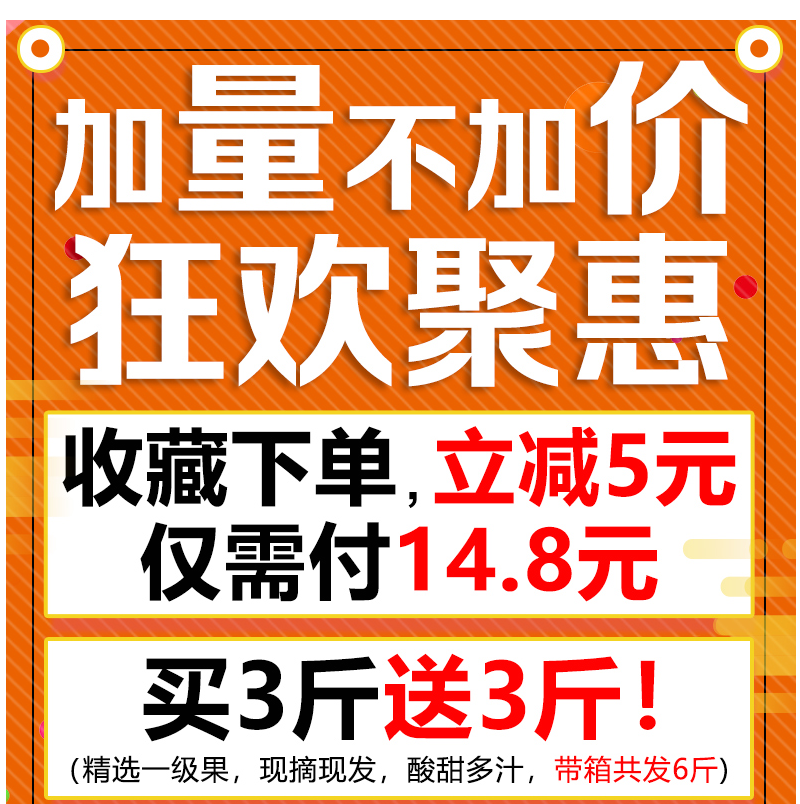 加量不加价
狂欢聚惠
收藏下单,立减5元
仅需付14.8元
买3斤送3斤!
(精选一级果，现摘现发，酸甜多汁，带箱共发6斤)